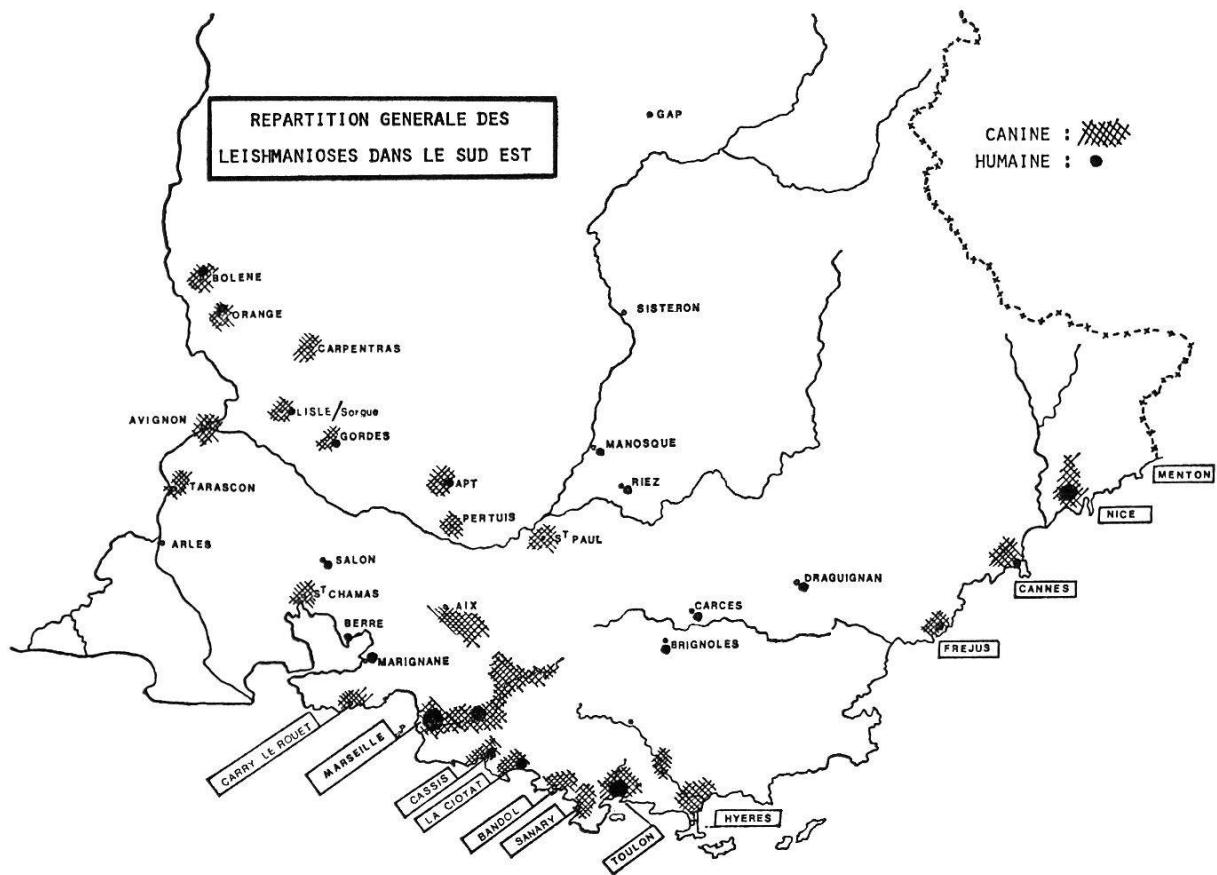 REPARTITION GENERALE DES
LEISHMANIOSES DANS LE SUD EST
CANINE :
HUMAINE :
GAP
BOLENE
ORANGE
SISTERON
CARPENTRAS
LISLE/Sorgue
AVIGNON
GORDES
MANOSQUE
TARASCON
APT
RIEZ
MENTON
PERTUIS
NICE
ST PAUL
ARLES
SALON
DRAGUIGNAN
CANNES
ST CHAMAS
AIX
CARCES
BERRE
BRIGNOLES
FREJUS
MARIGNANE
CARRY LE ROUET
MARSEILLE
CASSIS
LA CIOTAT
BANDOL
SANARY
TOULON
HYERES